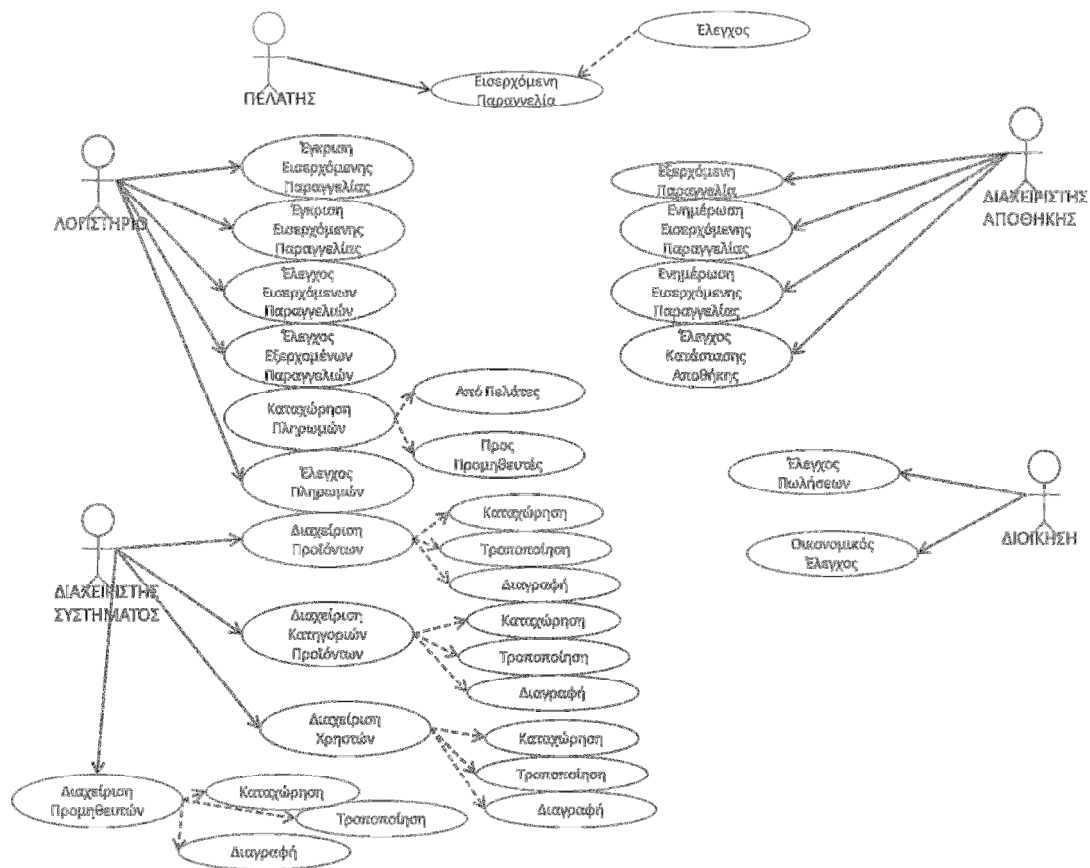 Έλεγχος
Εισερχόμενη
Παραγγελία
ΠΕΛΑΤΗΣ
Έγκριση
Εισερχόμενης
Παραγγελίας
ΛΟΓΙΣΤΗΡΙΟ
Έγκριση
Εισερχόμενης
Παραγγελίας
Έλεγχος
Εισερχόμενων
Παραγγελιών
Έλεγχος
Εξερχομένων
Παραγγελιών
Καταχώρηση
Πληρωμών
Από Πελάτες
Προς
Προμηθευτές
Έλεγχος
Πληρωμών
Εξερχόμενη
Παραγγελία
ΔΙΑΧΕΙΡΙΣΤΗΣ
ΑΠΟΘΗΚΗΣ
Ενημέρωση
Εισερχόμενης
Παραγγελίας
Ενημέρωση
Εισερχόμενης
Παραγγελίας
Έλεγχος
Κατάστασης
Αποθήκης
Έλεγχος
Πωλήσεων
Οικονομικός
Έλεγχος
ΔΙΟΙΚΗΣΗ
ΔΙΑΧΕΙΡΙΣΤΗΣ
ΣΥΣΤΗΜΑΤΟΣ
Διαχείριση
Προϊόντων
Καταχώρηση
Τροποποίηση
Διαγραφή
Διαχείριση
Κατηγοριών
Προϊόντων
Καταχώρηση
Τροποποίηση
Διαγραφή
Διαχείριση
Χρηστών
Καταχώρηση
Τροποποίηση
Διαγραφή
Διαχείριση
Προμηθευτών
Καταχώρηση
Τροποποίηση
Διαγραφή